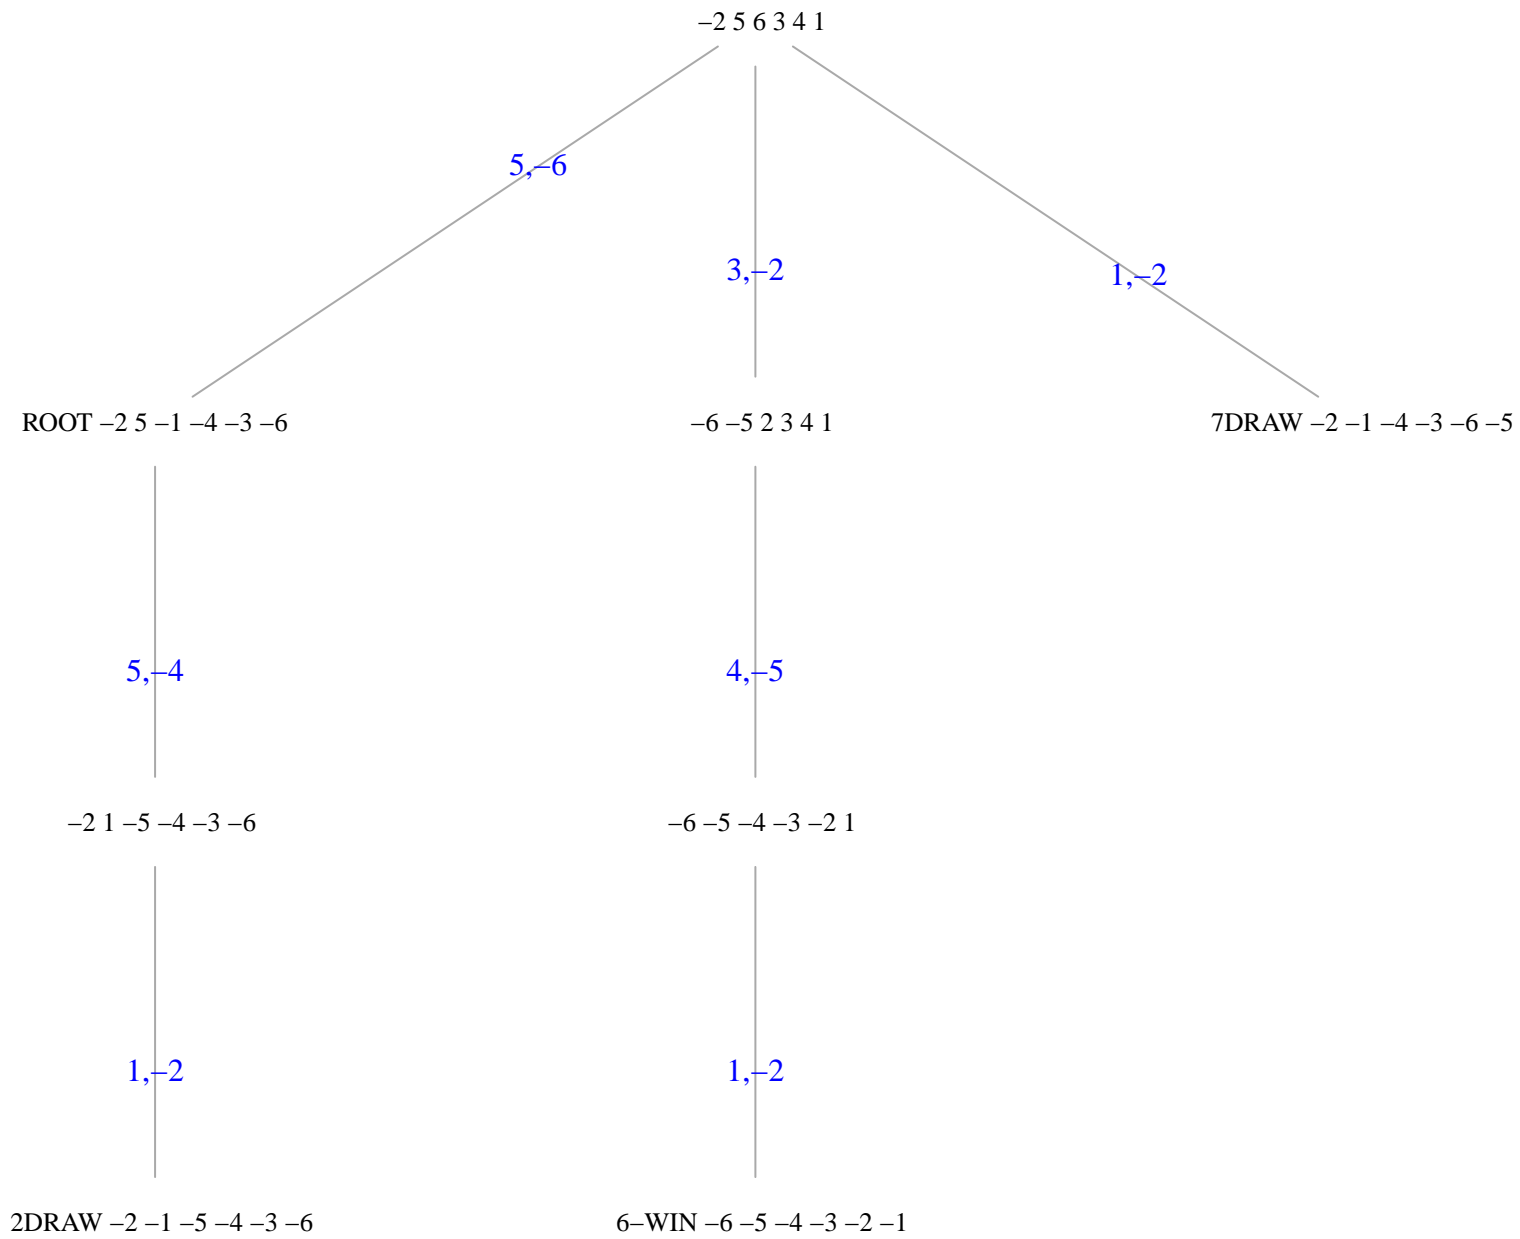 –2 5 6 3 4 1
5,–6
3,–2
1,–2
ROOT –2 5 –1 –4 –3 –6
–6 –5 2 3 4 1
7DRAW –2 –1 –4 –3 –6 –5
5,–4
4,–5
–2 1 –5 –4 –3 –6
–6 –5 –4 –3 –2 1
1,–2
1,–2
2DRAW –2 –1 –5 –4 –3 –6
6–WIN –6 –5 –4 –3 –2 –1